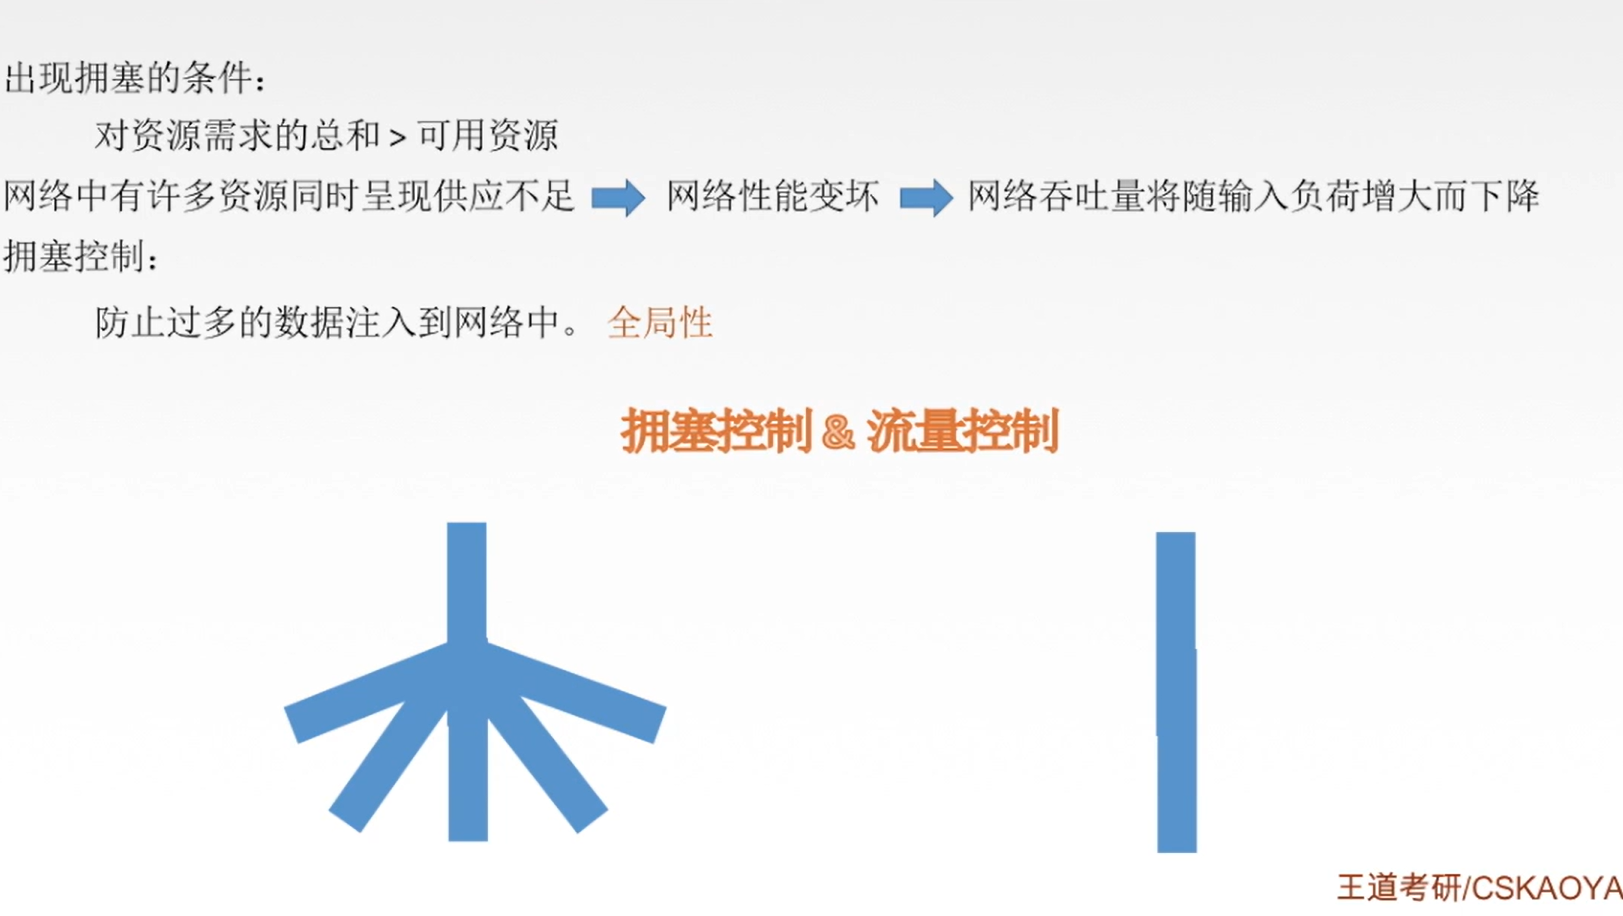 出现拥塞的条件：
对资源需求的总和 > 可用资源
网络中有许多资源同时呈现供应不足 网络性能变坏 网络吞吐量将随输入负荷增大而下降
拥塞控制：
防止过多的数据注入到网络中。 全局性
拥塞控制 & 流量控制
王道考研/CSKAOYA